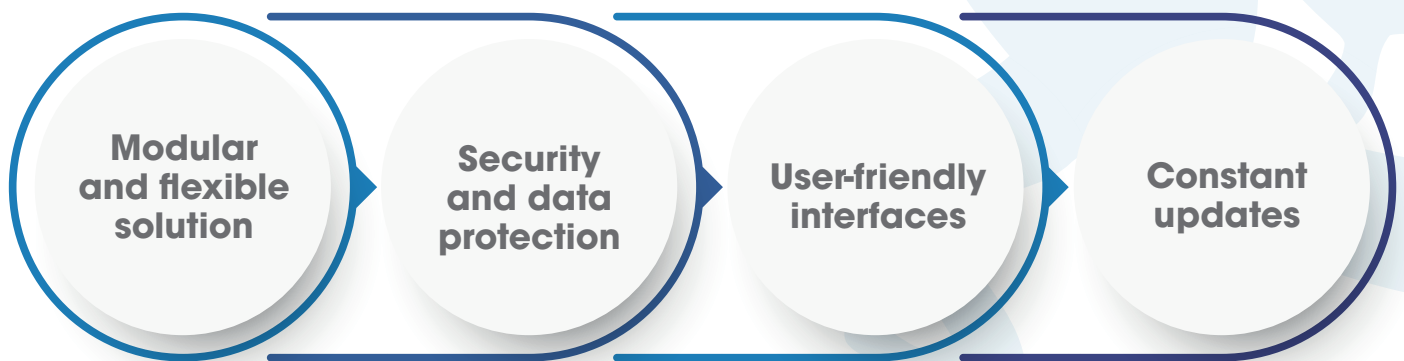 Modular
and flexible
solution
Security
and data
protection
User-friendly
interfaces
Constant
updates